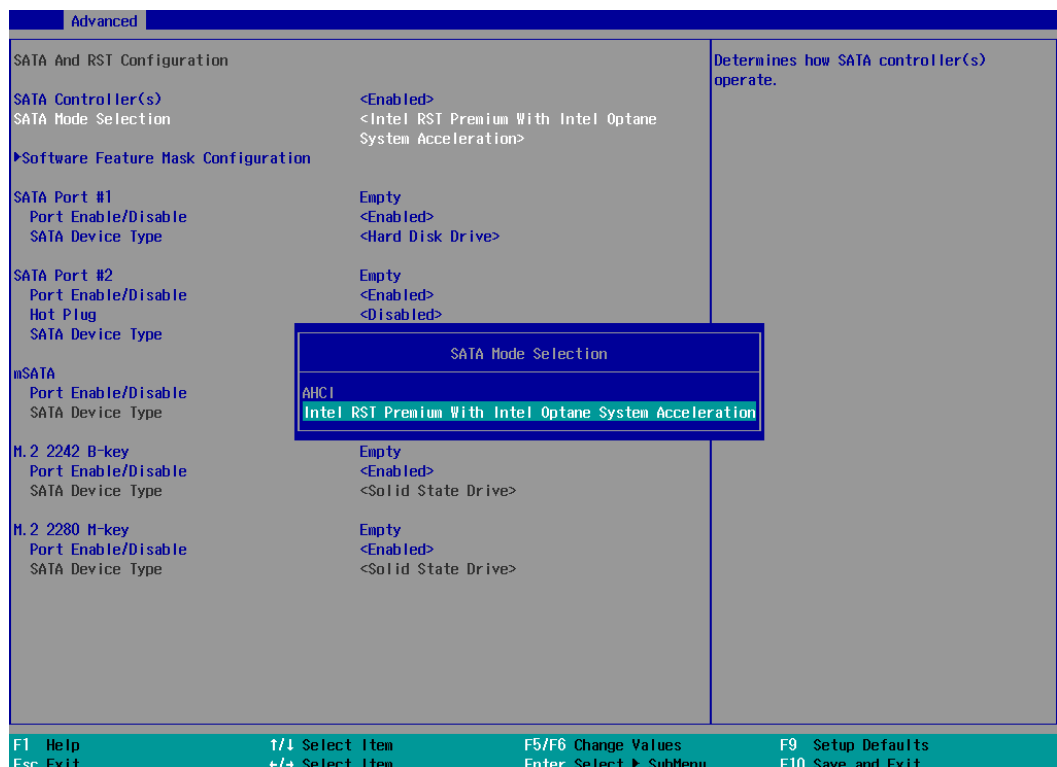 Advanced
SATA And RST Configuration
Determines how SATA controller(s)
operate.
SATA Controller(s) <Enabled>
SATA Mode Selection <Intel RST Premium With Intel Optane
System Acceleration>
▶Software Feature Mask Configuration
SATA Port #1 Empty
Port Enable/Disable <Enabled>
SATA Device Type <Hard Disk Drive>
SATA Port #2 Empty
Port Enable/Disable <Enabled>
Hot Plug <Disabled>
SATA Device Type
mSATA
Port Enable/Disable
SATA Device Type
SATA Mode Selection
AHCI
Intel RST Premium With Intel Optane System Acceleration
M.2 2242 B-key Empty
Port Enable/Disable <Enabled>
SATA Device Type <Solid State Drive>
M.2 2280 M-key Empty
Port Enable/Disable <Enabled>
SATA Device Type <Solid State Drive>
F1 Help ↑/↓ Select Item F5/F6 Change Values F9 Setup Defaults
Esc Exit ←/→ Select Item Enter Select ▶ SubMenu F10 Save and Exit